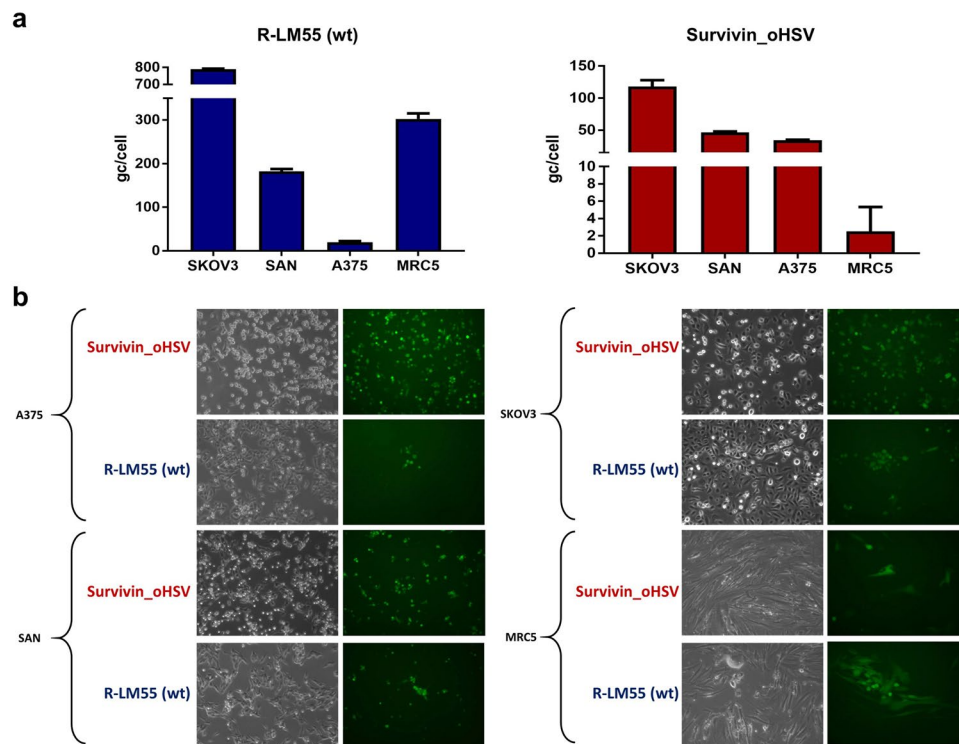 a
R-LM55 (wt)
gc/cell
800
700
300
200
100
0
SKOV3 SAN A375 MRC5
Survivin_oHSV
gc/cell
150
100
50
10
8
6
4
2
0
SKOV3 SAN A375 MRC5
b
A375
Survivin_oHSV
R-LM55 (wt)
SAN
Survivin_oHSV
R-LM55 (wt)
SKOV3
Survivin_oHSV
R-LM55 (wt)
MRC5
Survivin_oHSV
R-LM55 (wt)